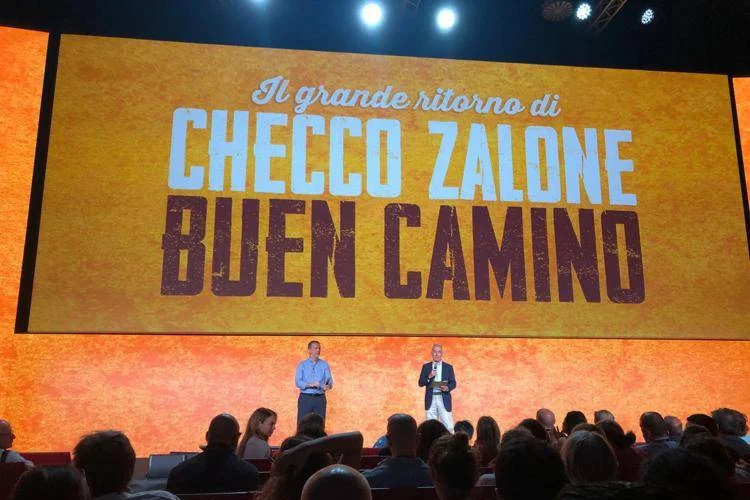 Il grande ritorno di
CHECCO ZALONE
BUEN CAMINO